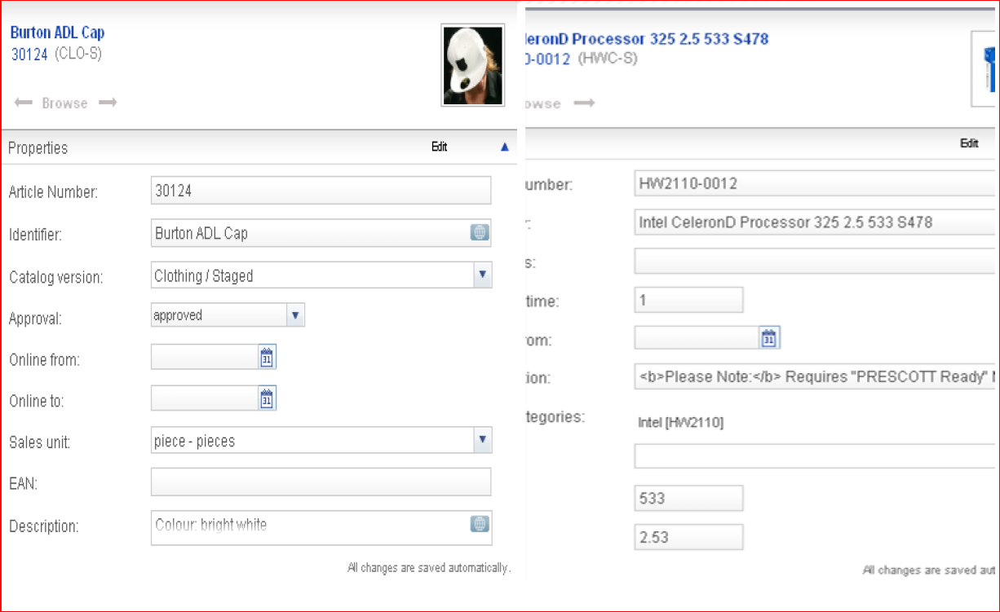 Burton ADL Cap
30124 (CLO-S)
Browse
Properties Edit
Article Number: 30124
Identifier: Burton ADL Cap
Catalog version: Clothing / Staged
Approval: approved
Online from: 31
Online to: 31
Sales unit: piece - pieces
EAN:
Description: Colour: bright white
All changes are saved automatically.
leronD Processor 325 2.5 533 S478
0-0012 (HWC-S)
owse
Edit
umber: HW2110-0012
r: Intel CeleronD Processor 325 2.5 533 S478
s:
time: 1
rom: 31
tion: <b>Please Note:</b> Requires "PRESCOTT Ready"
tegories: Intel [HW2110]
533
2.53
All changes are saved aut